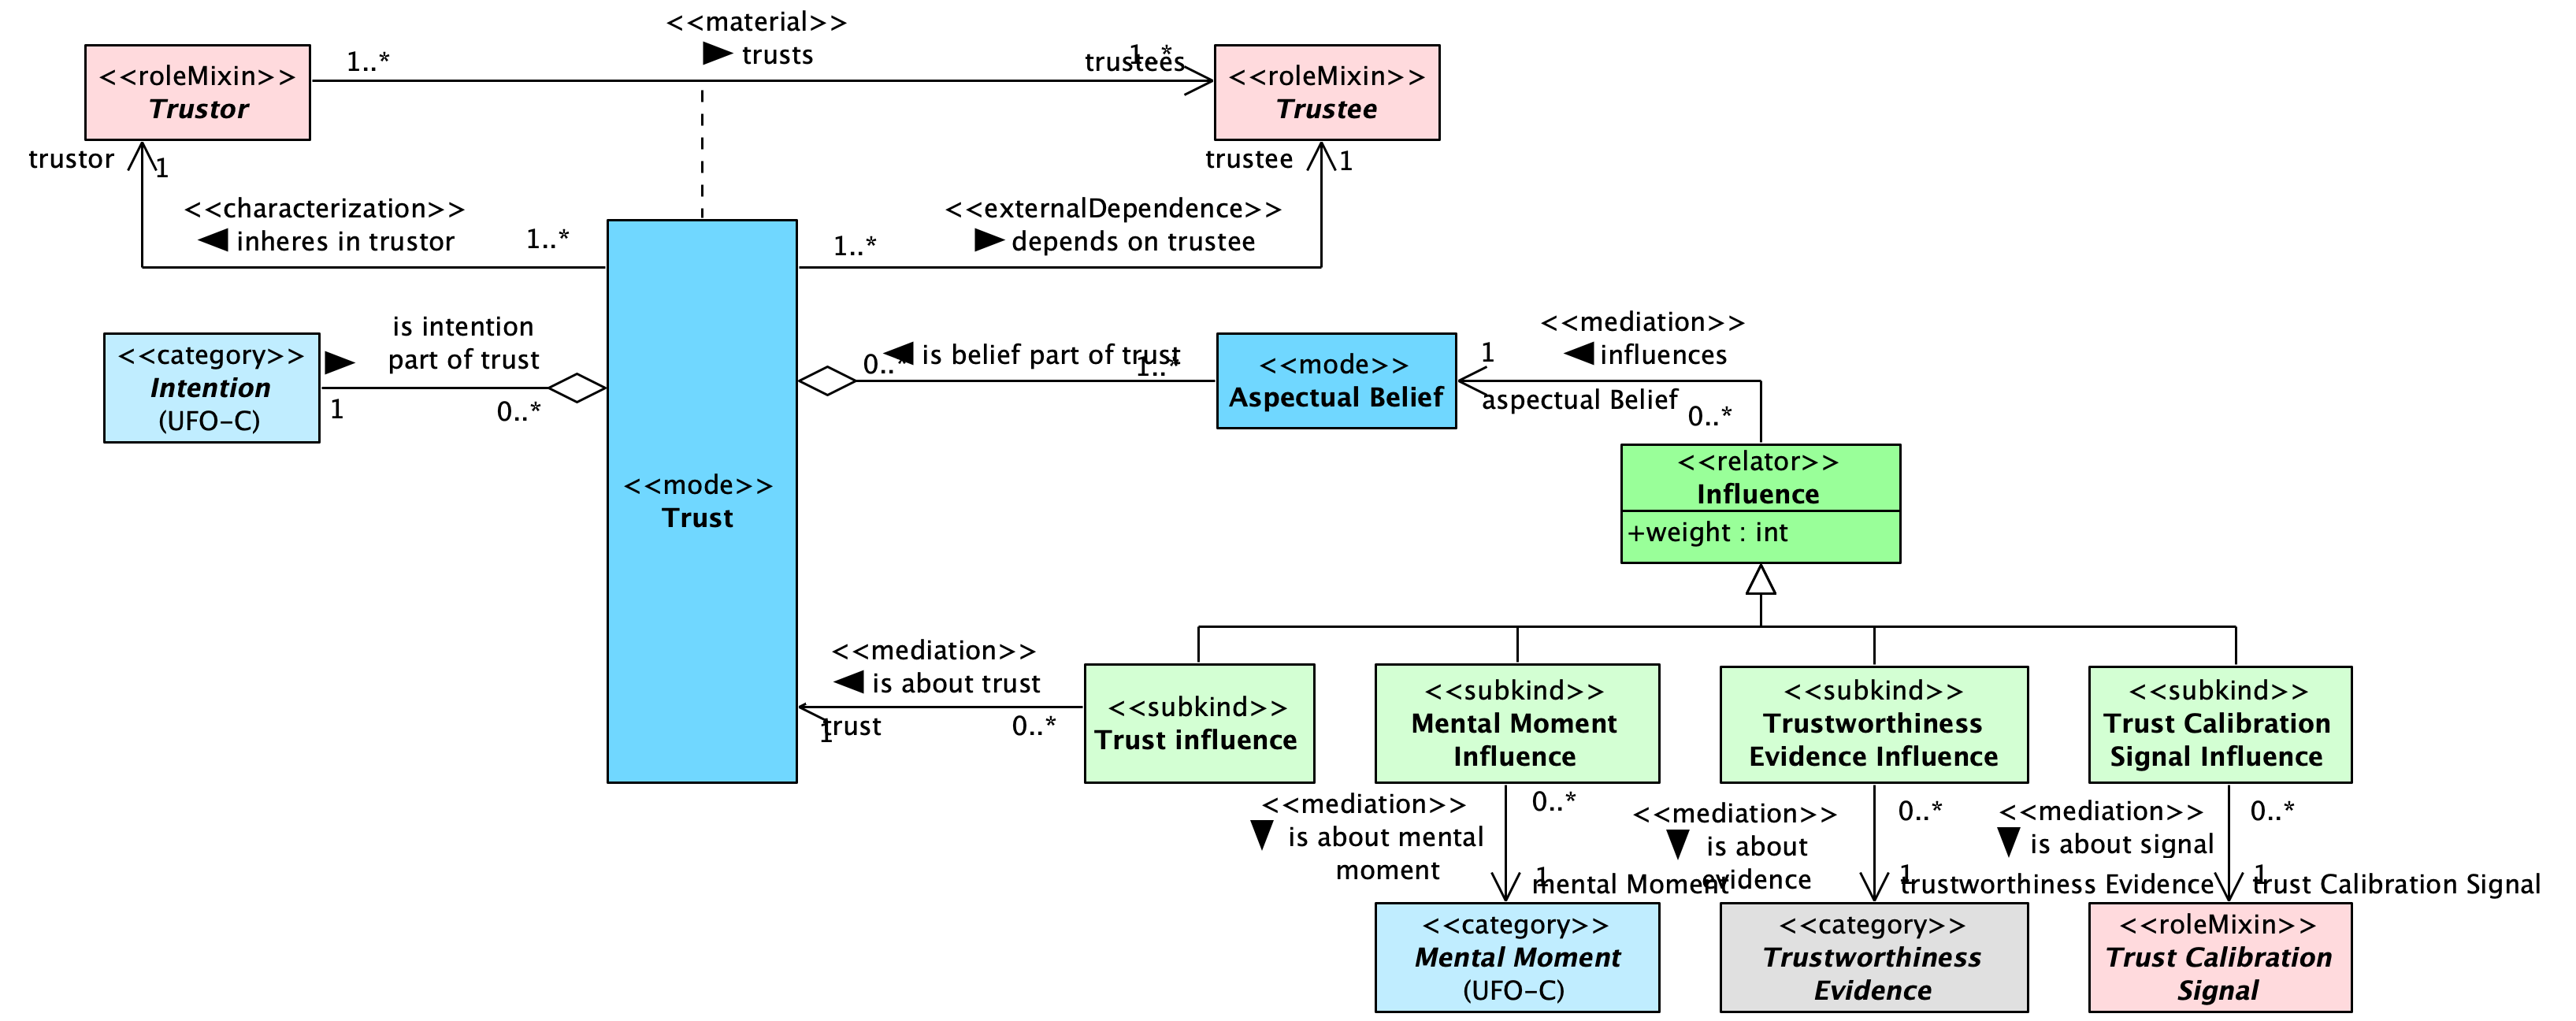 <<material>>
trusts
<<roleMixin>>
Trustor
1..*
trustees
1..*
<<roleMixin>>
Trustee
trustor
1
trustee
1
<<characterization>>
inheres in trustor
1..*
<<externalDependence>>
depends on trustee
1..*
<<category>>
Intention
(UFO-C)
is intention
part of trust
1
0..*
<<mode>>
Trust
0..*
is belief part of trust
1..*
<<mode>>
Aspectual Belief
<<mediation>>
influences
1
aspectual Belief
0..*
<<relator>>
Influence
+weight : int
<<mediation>>
is about trust
trust
1
0..*
<<subkind>>
Trust influence
<<subkind>>
Mental Moment
Influence
<<subkind>>
Trustworthiness
Evidence Influence
<<subkind>>
Trust Calibration
Signal Influence
<<mediation>>
is about mental
moment
0..*
1
mental Moment
<<mediation>>
is about
evidence
0..*
1
trustworthiness Evidence
<<mediation>>
is about signal
0..*
1
trust Calibration Signal
<<category>>
Mental Moment
(UFO-C)
<<category>>
Trustworthiness
Evidence
<<roleMixin>>
Trust Calibration
Signal